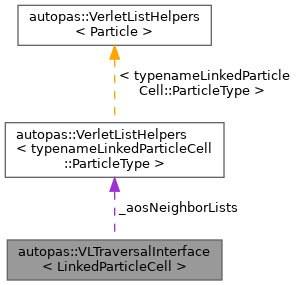 autopas::VerletListHelpers
< Particle >
< typenameLinkedParticle
Cell::ParticleType >
autopas::VerletListHelpers
< typenameLinkedParticleCell
::ParticleType >
_aosNeighborLists
autopas::VLTraversalInterface
< LinkedParticleCell >